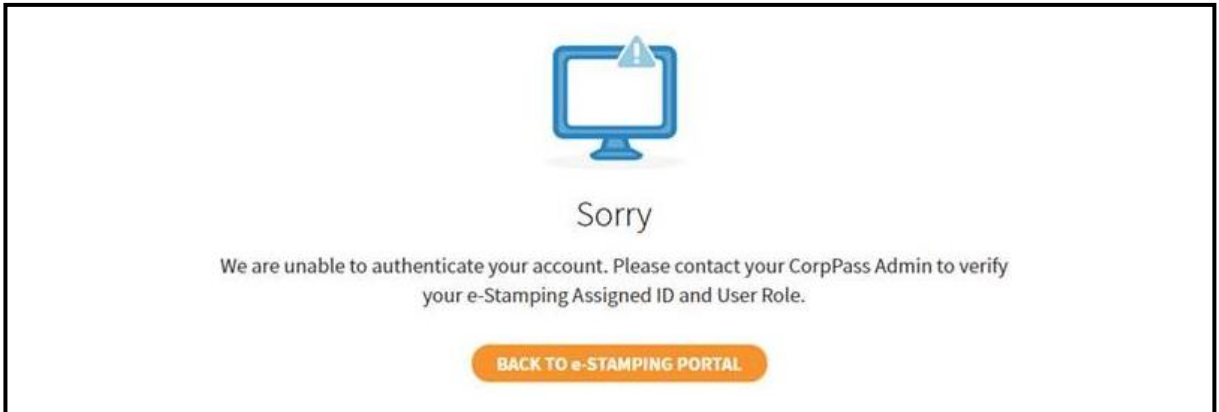 Sorry
We are unable to authenticate your account. Please contact your CorpPass Admin to verify
your e-Stamping Assigned ID and User Role.
BACK TO e-STAMPING PORTAL